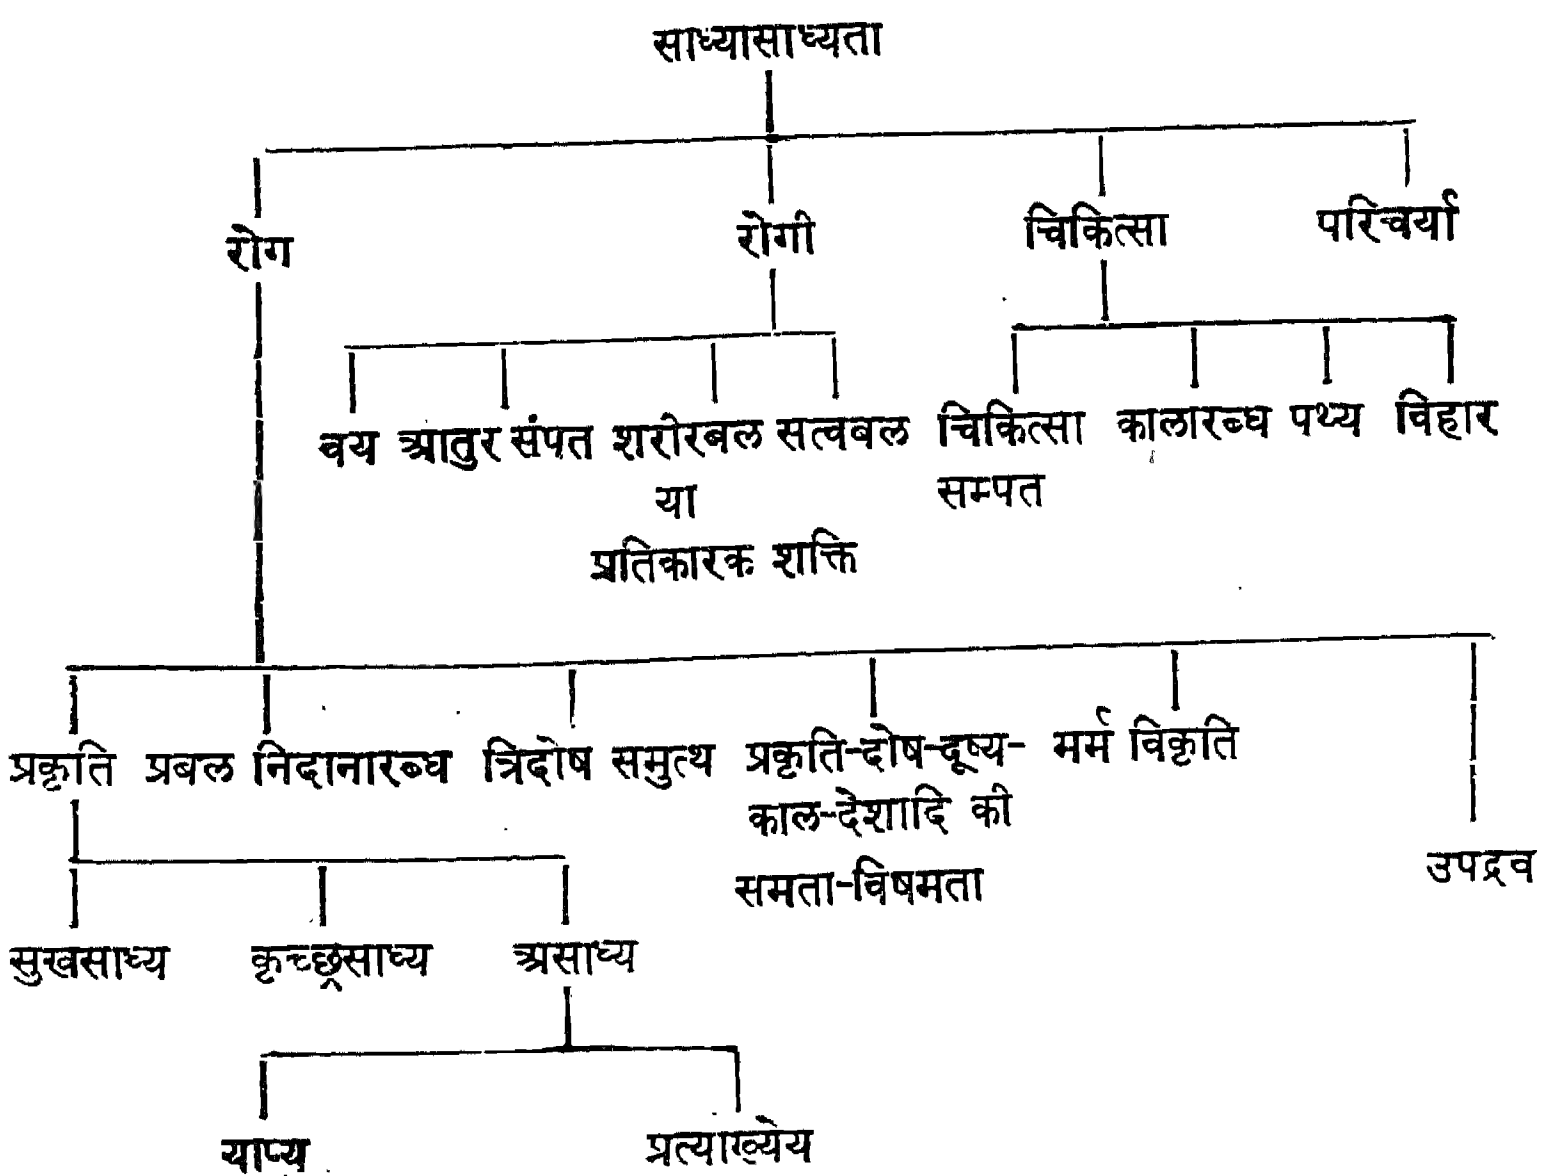 साध्यासाध्यता
रोग रोगी चिकित्सा परिचर्या
वय आतुर संपत शरीरबल सत्वबल चिकित्सा कालारब्ध पथ्य विहार
या सम्पत
प्रतिकारक शक्ति
प्रकृति प्रबल निदानारब्ध त्रिदोष समुत्थ प्रकृति-दोष-दूष्य- मर्म विकृति
काल-देशादि की
समता-विषमता उपद्रव
सुखसाध्य कृच्छ्रसाध्य असाध्य
याप्य प्रत्याख्येय